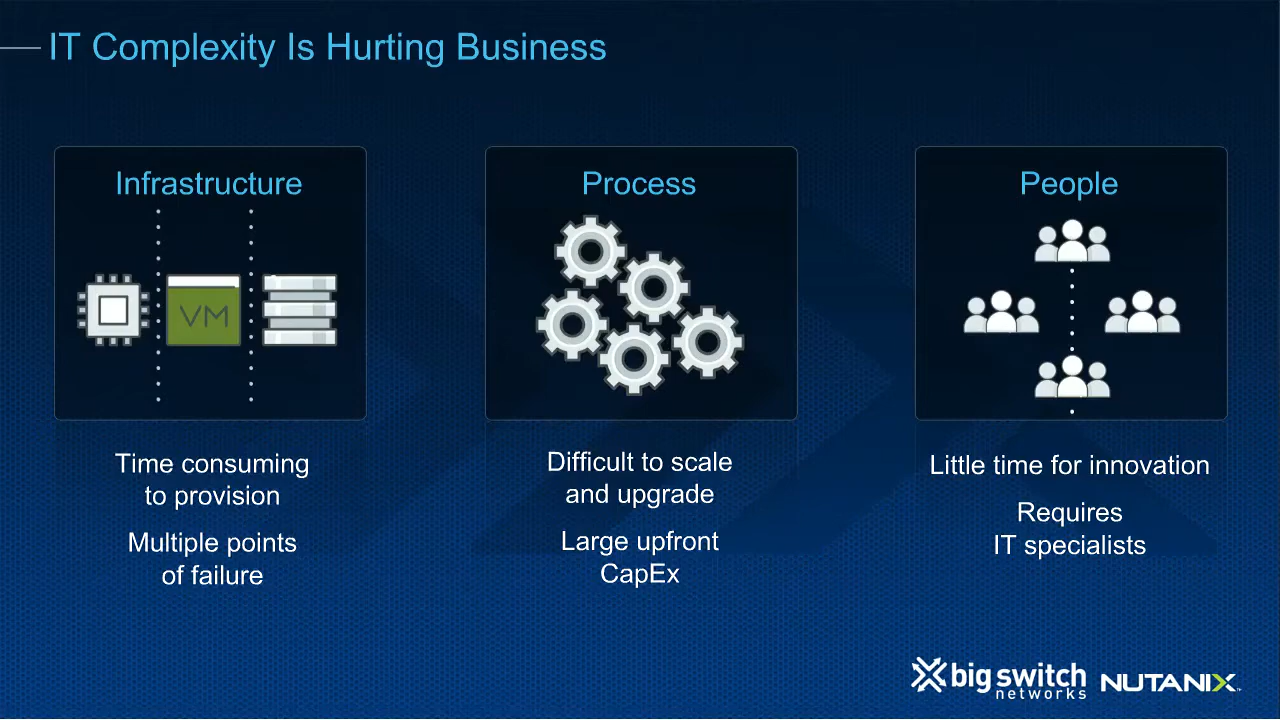 IT Complexity Is Hurting Business
Infrastructure
VM
Time consuming
to provision
Multiple points
of failure
Process
Difficult to scale
and upgrade
Large upfront
CapEx
People
Little time for innovation
Requires
IT specialists
big switch
networks
NUTANIX